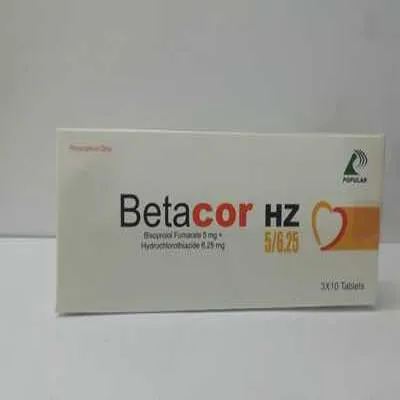 Prescription Only
POPULAR
Betacor HZ
5/6.25
Bisoprolol Fumarate 5 mg +
Hydrochlorothiazide 6.25 mg
3X10 Tablets